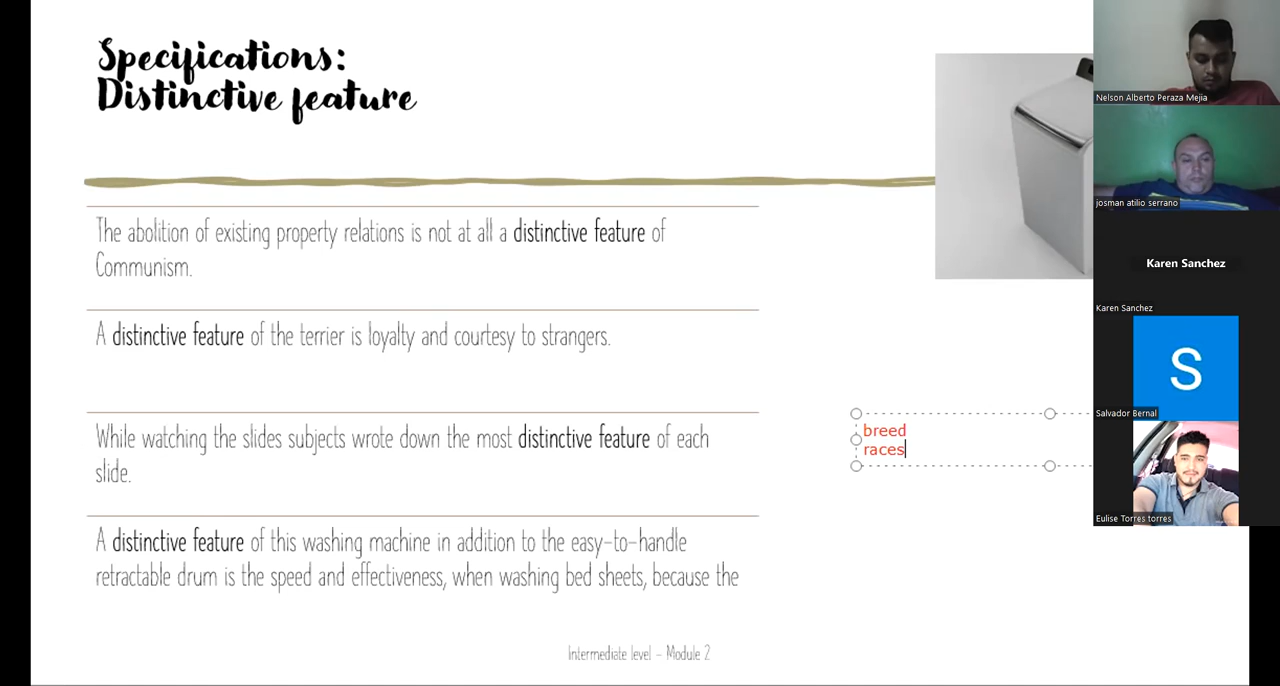 Specifications:
Distinctive feature
The abolition of existing property relations is not at all a distinctive feature of
Communism.
A distinctive feature of the terrier is loyalty and courtesy to strangers.
While watching the slides subjects wrote down the most distinctive feature of each
slide.
A distinctive feature of this washing machine in addition to the easy-to-handle
retractable drum is the speed and effectiveness, when washing bed sheets, because the
breed
races
Intermediate level – Module 2
Nelson Alberto Peraza Mejia
josman atilio serrano
Karen Sanchez
Karen Sanchez
S
Salvador Bernal
Eulise Torres torres